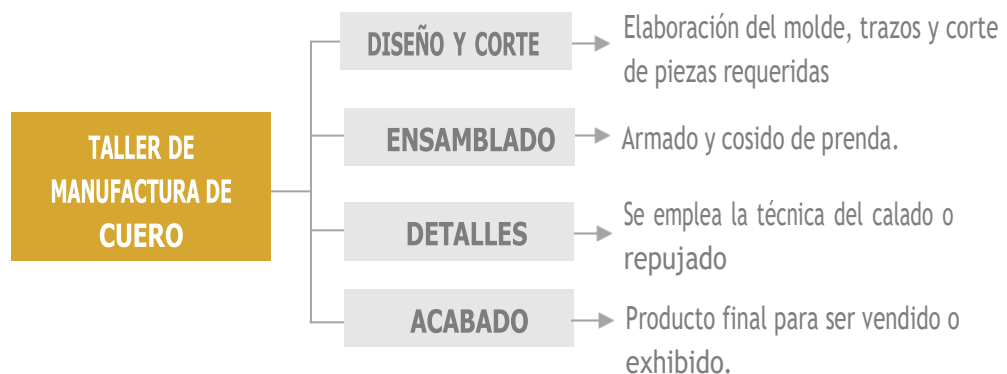 TALLER DE
MANUFACTURA DE
CUERO
DISEÑO Y CORTE
Elaboración del molde, trazos y corte
de piezas requeridas
ENSAMBLADO
Armado y cosido de prenda.
DETALLES
Se emplea la técnica del calado o
repujado
ACABADO
Producto final para ser vendido o
exhibido.